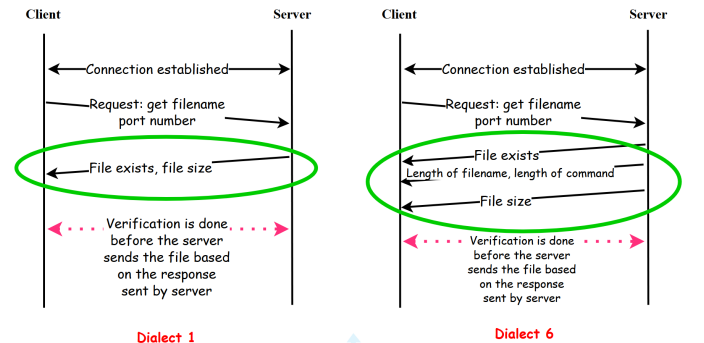 Client
Server
Connection established
Request: get filename
port number
File exists, file size
Verification is done
before the server
sends the file based
on the response
sent by server
Dialect 1
Client
Server
Connection established
Request: get filename
port number
File exists
Length of filename, length of command
File size
Verification is done
before the server
sends the file based
on the response
sent by server
Dialect 6